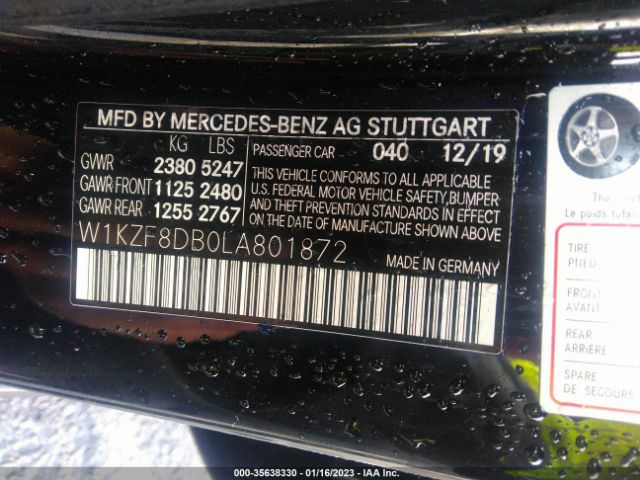 MFD BY MERCEDES-BENZ AG STUTTGART
KG LBS
GVWR 2380 5247
GAWR FRONT 1125 2480
GAWR REAR 1255 2767
PASSENGER CAR 040 12/19
THIS VEHICLE CONFORMS TO ALL APPLICABLE
U.S. FEDERAL MOTOR VEHICLE SAFETY,BUMPER
AND THEFT PREVENTION STANDARDS IN EFFECT
ON THE DATE OF MANUFACTURE SHOWN ABOVE
W1KZF8DB0LA801872
MADE IN GERMANY
Le poids total
TIRE
PNEU
FRONT
AVANT
REAR
ARRIÈRE
SPARE
DE SECOURS
000-35638330 - 01/16/2023 - IAA Inc.